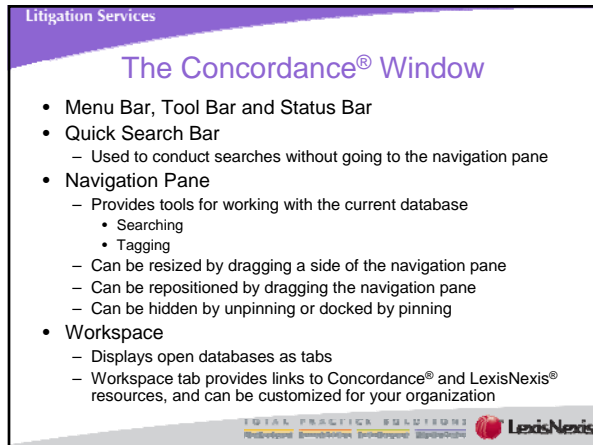 Litigation Services
The Concordance® Window
• Menu Bar, Tool Bar and Status Bar
• Quick Search Bar
– Used to conduct searches without going to the navigation pane
• Navigation Pane
– Provides tools for working with the current database
• Searching
• Tagging
– Can be resized by dragging a side of the navigation pane
– Can be repositioned by dragging the navigation pane
– Can be hidden by unpinning or docked by pinning
• Workspace
– Displays open databases as tabs
– Workspace tab provides links to Concordance® and LexisNexis®
resources, and can be customized for your organization
TOTAL PRACTICE SOLUTIONS
LexisNexis